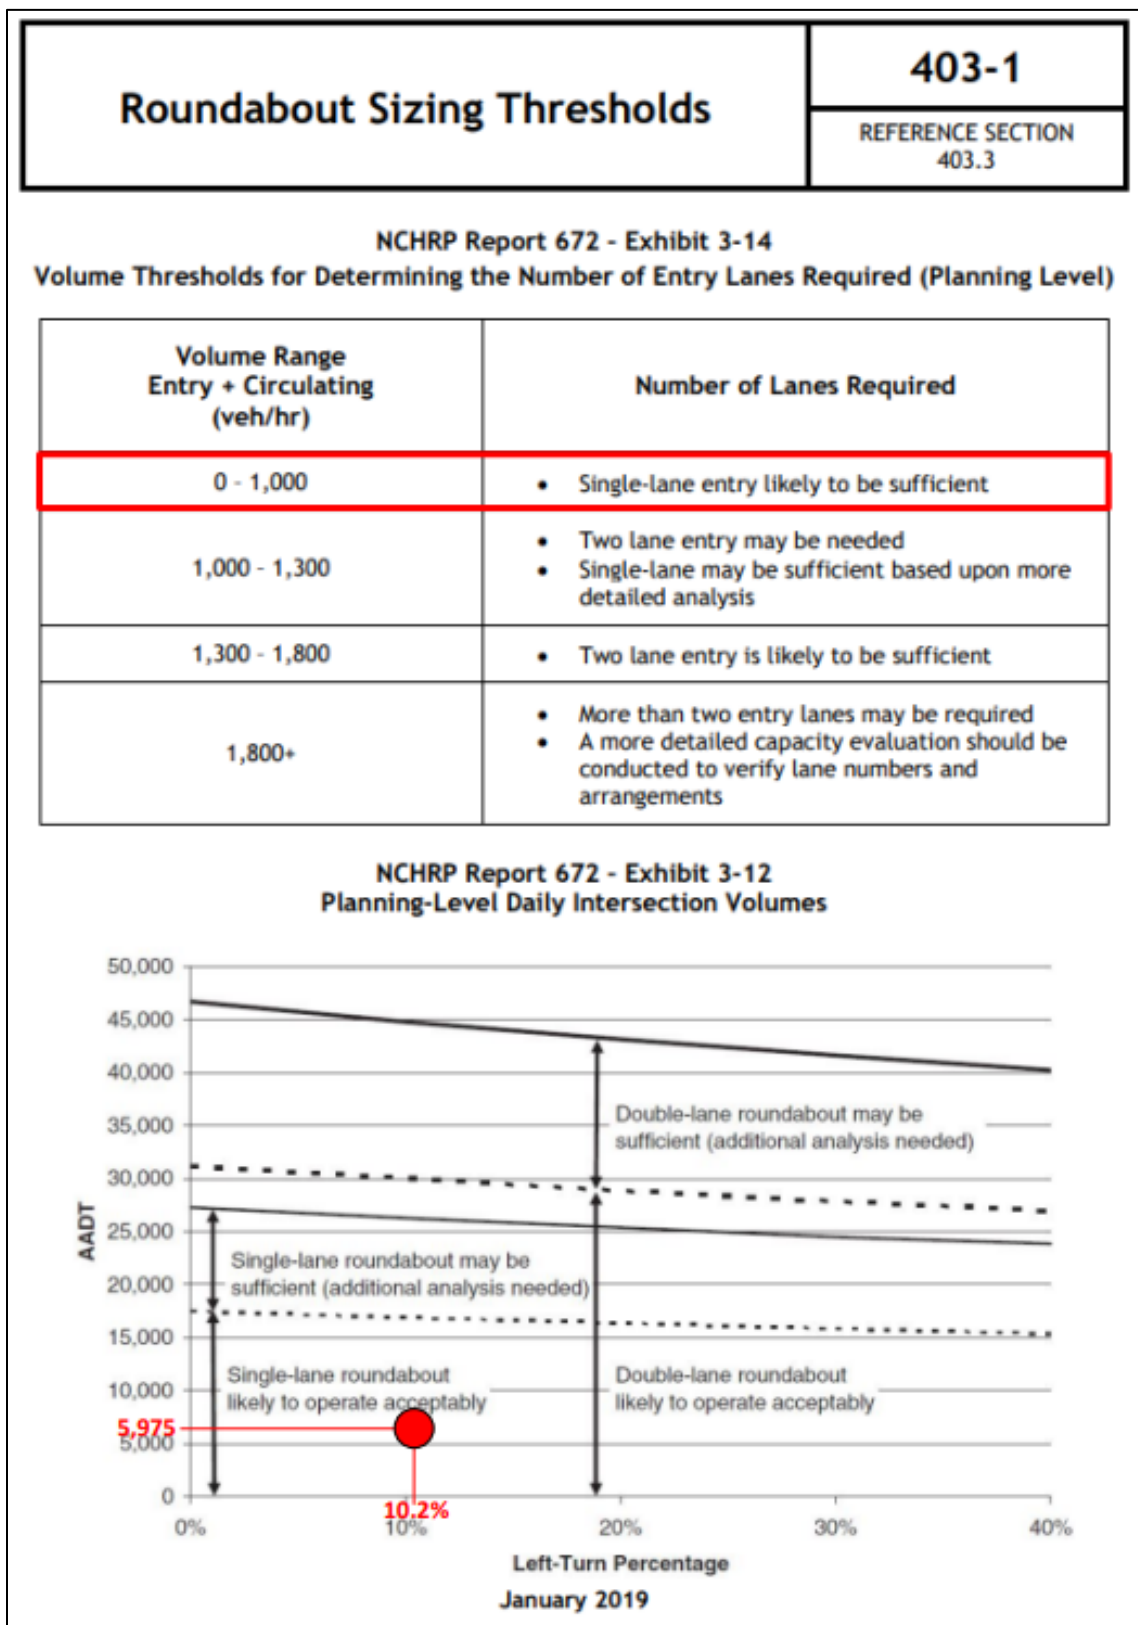 Roundabout Sizing Thresholds
403-1
REFERENCE SECTION
403.3
NCHRP Report 672 - Exhibit 3-14
Volume Thresholds for Determining the Number of Entry Lanes Required (Planning Level)
Volume Range
Entry + Circulating
(veh/hr)
Number of Lanes Required
0 - 1,000
• Single-lane entry likely to be sufficient
1,000 - 1,300
• Two lane entry may be needed
• Single-lane may be sufficient based upon more
detailed analysis
1,300 - 1,800
• Two lane entry is likely to be sufficient
1,800+
• More than two entry lanes may be required
• A more detailed capacity evaluation should be
conducted to verify lane numbers and
arrangements
NCHRP Report 672 - Exhibit 3-12
Planning-Level Daily Intersection Volumes
50,000
45,000
40,000
35,000
30,000
25,000
20,000
15,000
10,000
5,975
5,000
0
AADT
Double-lane roundabout may be
sufficient (additional analysis needed)
Single-lane roundabout may be
sufficient (additional analysis needed)
Single-lane roundabout
likely to operate acceptably
Double-lane roundabout
likely to operate acceptably
10.2%
0%
10%
20%
30%
40%
Left-Turn Percentage
January 2019